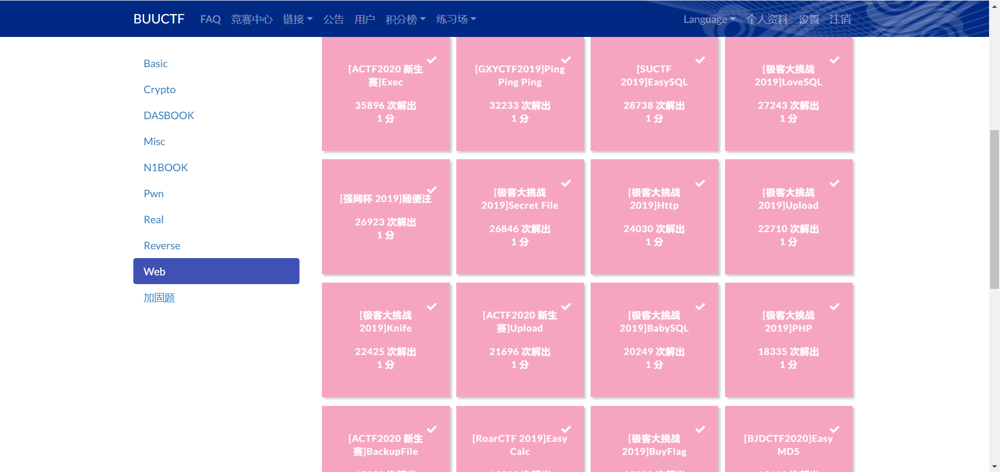 BUUCTF FAQ 竞赛中心 链接 公告 用户 积分榜 练习场 Language 个人资料 设置 注销
Basic
Crypto
DASBOOK
Misc
N1BOOK
Pwn
Real
Reverse
Web
加固题
[ACTF2020 新生
赛]Exec
35896 次解出
1 分
[GXYCTF2019]Ping
Ping Ping
32233 次解出
1 分
[SUCTF
2019]EasySQL
28738 次解出
1 分
[极客大挑战
2019]LoveSQL
27243 次解出
1 分
[强网杯 2019]随便注
26923 次解出
1 分
[极客大挑战
2019]Secret File
26846 次解出
1 分
[极客大挑战
2019]Http
24030 次解出
1 分
[极客大挑战
2019]Upload
22710 次解出
1 分
[极客大挑战
2019]Knife
22425 次解出
1 分
[ACTF2020 新生
赛]Upload
21696 次解出
1 分
[极客大挑战
2019]BabySQL
20249 次解出
1 分
[极客大挑战
2019]PHP
18335 次解出
1 分
[ACTF2020 新生
赛]BackupFile
[RoarCTF 2019]Easy
Calc
[极客大挑战
2019]BuyFlag
[BJDCTF2020]Easy
MD5